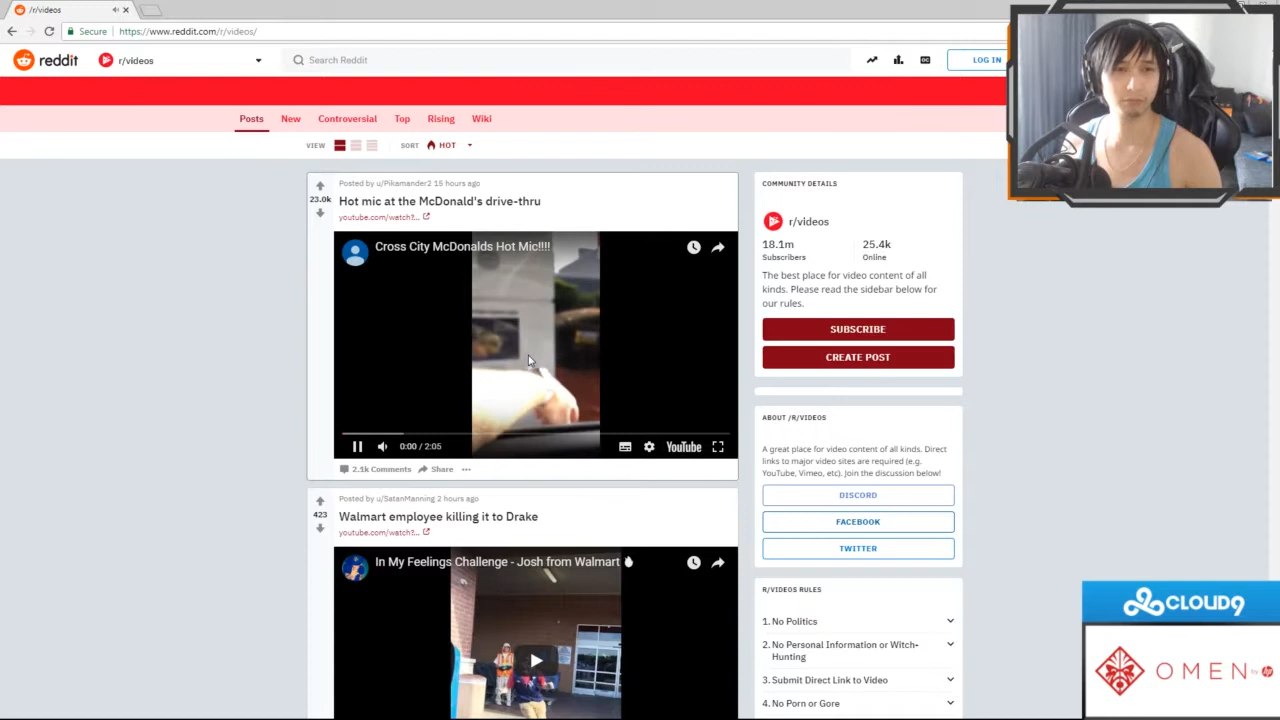 /r/videos
Secure
https://www.reddit.com/r/videos/
reddit
r/videos
Search Reddit
LOG IN
Posts
New
Controversial
Top
Rising
Wiki
VIEW
SORT
HOT
Posted by u/Pikamander2 15 hours ago
23.0k
Hot mic at the McDonald's drive-thru
youtube.com/watch?...
Cross City McDonalds Hot Mic!!!!
0:00 / 2:05
YouTube
2.1k Comments
Share
Posted by u/SatanManning 2 hours ago
423
Walmart employee killing it to Drake
youtube.com/watch?...
In My Feelings Challenge - Josh from Walmart
COMMUNITY DETAILS
r/videos
18.1m
25.4k
Subscribers
Online
The best place for video content of all
kinds. Please read the sidebar below for
our rules.
SUBSCRIBE
CREATE POST
ABOUT /R/VIDEOS
A great place for video content of all kinds. Direct
links to major video sites are required (e.g.
YouTube, Vimeo, etc). Join the discussion below!
DISCORD
FACEBOOK
TWITTER
R/VIDEOS RULES
1. No Politics
2. No Personal Information or Witch-
Hunting
3. Submit Direct Link to Video
4. No Porn or Gore
CLOUD9
OMEN by hp